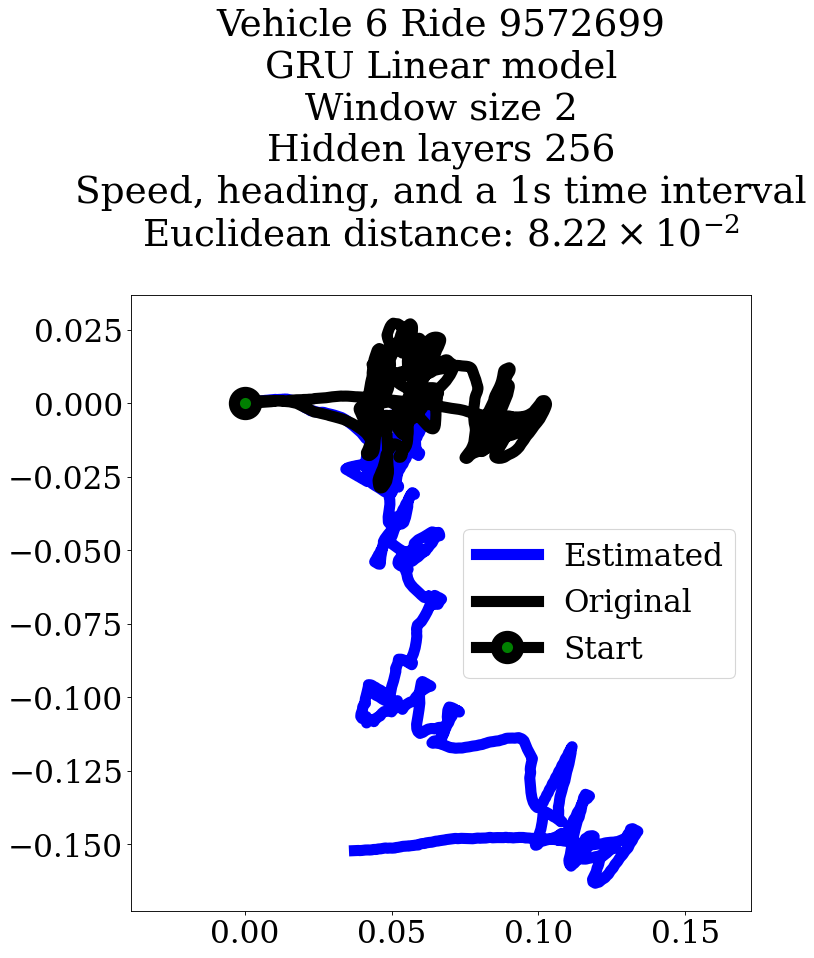 Vehicle 6 Ride 9572699
GRU Linear model
Window size 2
Hidden layers 256
Speed, heading, and a 1s time interval
Euclidean distance: 8.22 × 10⁻²
0.025
0.000
−0.025
−0.050
−0.075
−0.100
−0.125
−0.150
Estimated
Original
Start
0.00 0.05 0.10 0.15